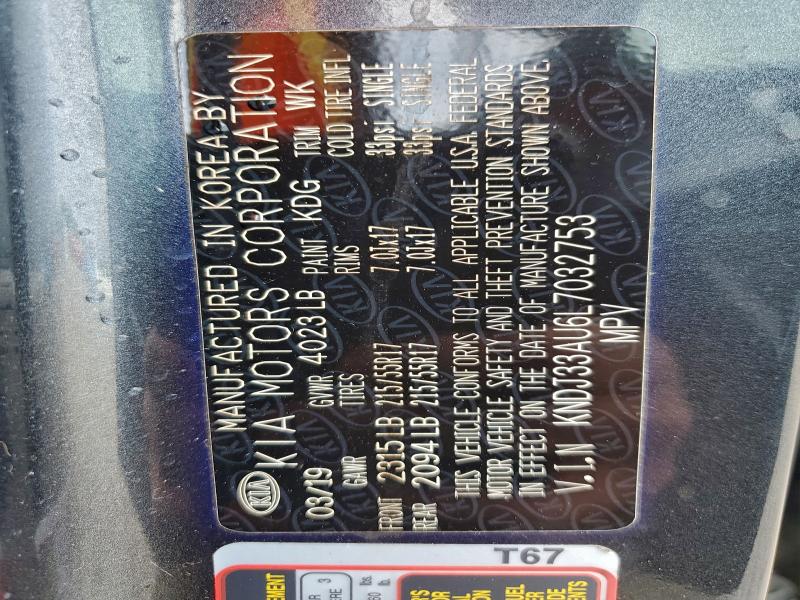 MANUFACTURED IN KOREA BY
KIA KIA MOTORS CORPORATION
03/19 GVWR 4023 LB PAINT KDG TRIM WK
GAWR TIRES RIMS COLD TIRE INFL
FRONT 2315 LB 215/55R17 7.0Jx17 33psi SINGLE
REAR 2094 LB 215/55R17 7.0Jx17 33psi SINGLE
THIS VEHICLE CONFORMS TO ALL APPLICABLE U.S.A. FEDERAL
MOTOR VEHICLE SAFETY AND THEFT PREVENTION STANDARDS
IN EFFECT ON THE DATE OF MANUFACTURE SHOWN ABOVE.
V.I.N KNDJ33AU6L7032753
MPV
T67